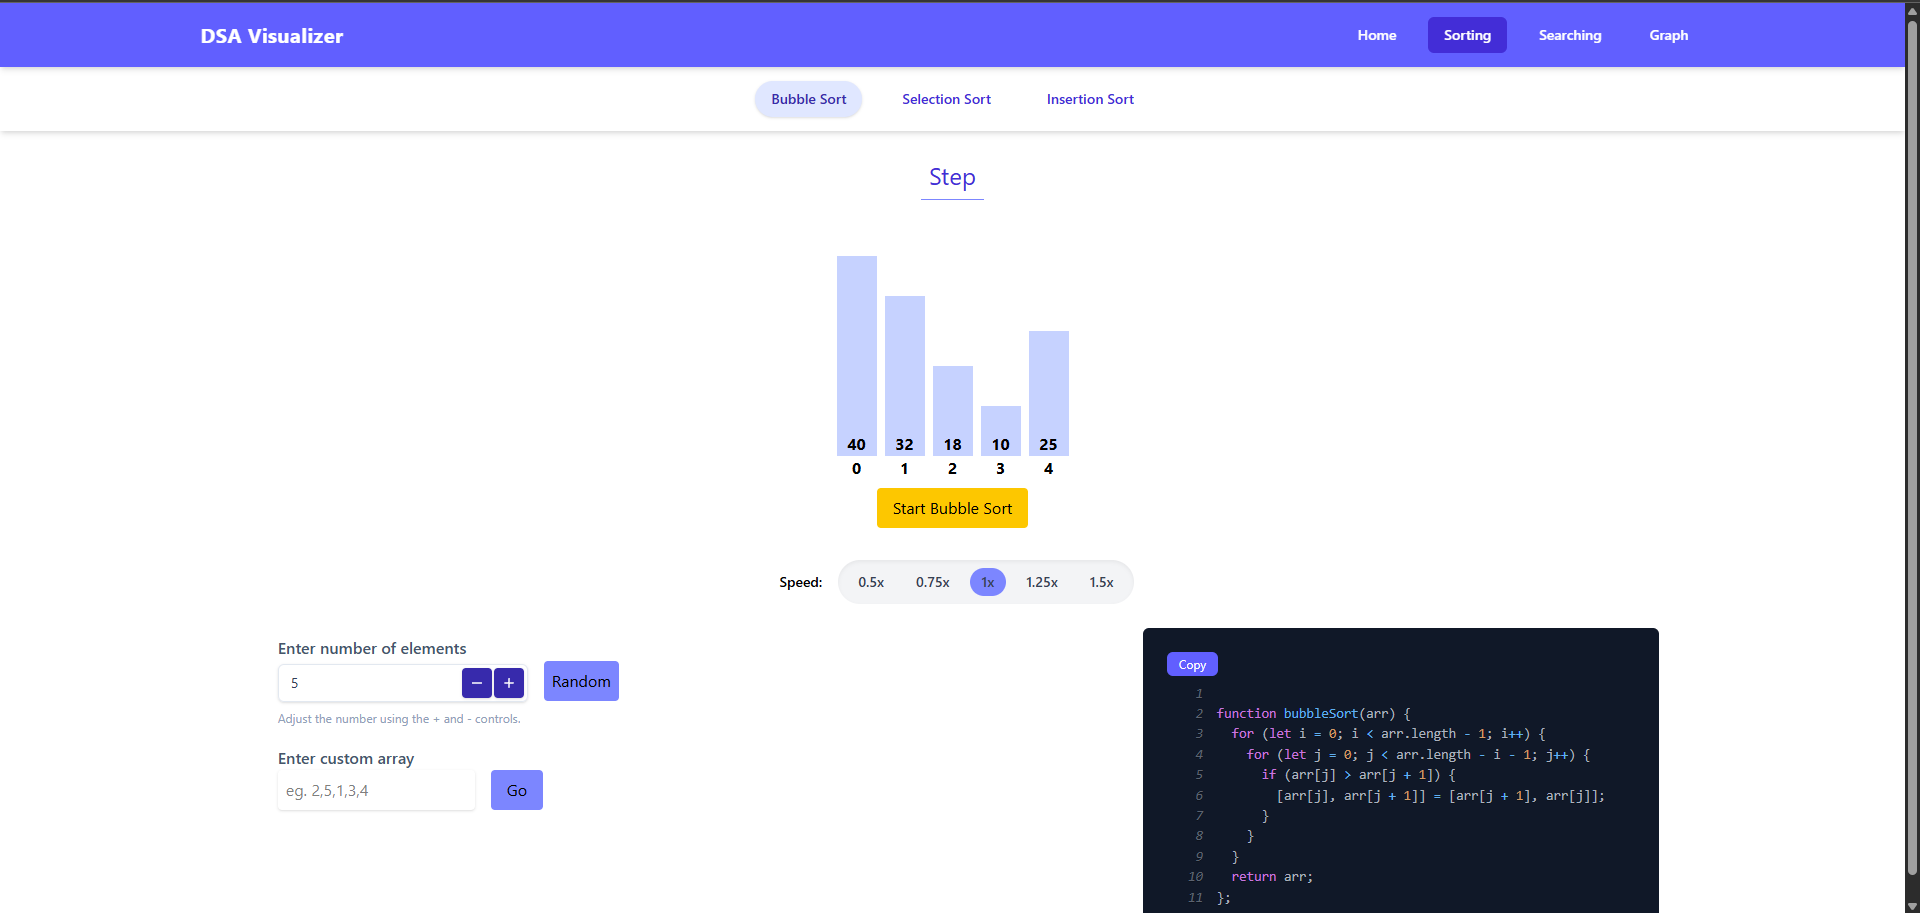 DSA Visualizer Home Sorting Searching Graph
Bubble Sort Selection Sort Insertion Sort
Step
40 32 18 10 25
0 1 2 3 4
Start Bubble Sort
Speed: 0.5x 0.75x 1x 1.25x 1.5x
Enter number of elements
5 − + Random
Adjust the number using the + and - controls.
Enter custom array
eg. 2,5,1,3,4 Go
Copy
1
2 function bubbleSort(arr) {
3   for (let i = 0; i < arr.length - 1; i++) {
4     for (let j = 0; j < arr.length - i - 1; j++) {
5       if (arr[j] > arr[j + 1]) {
6         [arr[j], arr[j + 1]] = [arr[j + 1], arr[j]];
7       }
8     }
9   }
10   return arr;
11 };